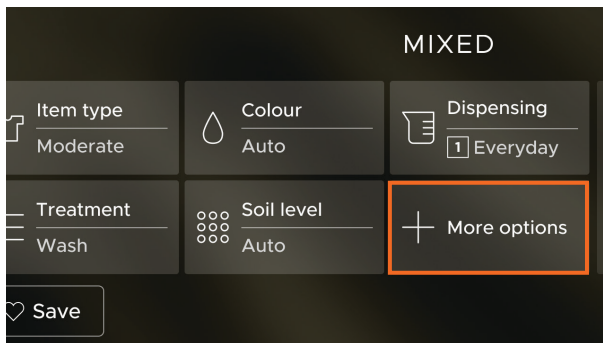 MIXED
Item type
Moderate
Colour
Auto
Dispensing
1 Everyday
Treatment
Wash
Soil level
Auto
More options
Save